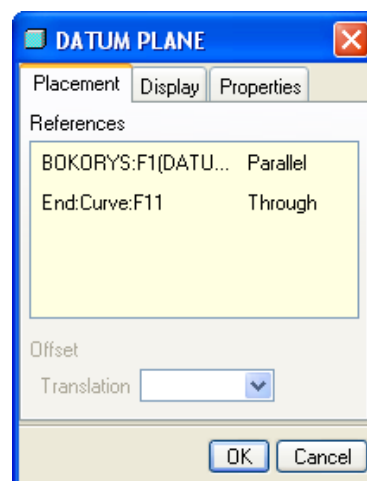 DATUM PLANE
Placement Display Properties
References
BOKORYS:F1(DATU... Parallel
End:Curve:F11 Through
Offset
Translation
OK Cancel